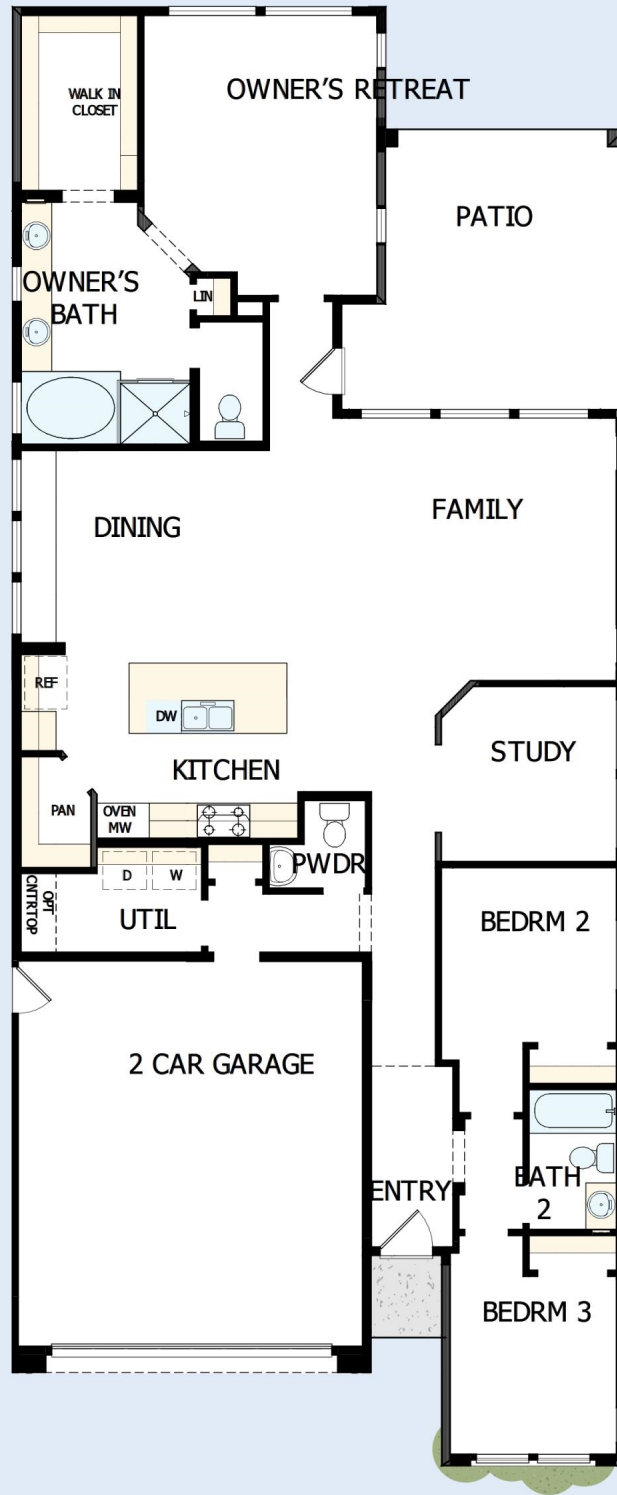 WALK IN
CLOSET
OWNER'S RETREAT
PATIO
OWNER'S
BATH
LIN
DINING
FAMILY
REF
DW
KITCHEN
STUDY
PAN
OVEN
MW
PWDR
D
W
OPT
CNTRTOP
UTIL
BEDRM 2
2 CAR GARAGE
ENTRY
BATH
2
BEDRM 3